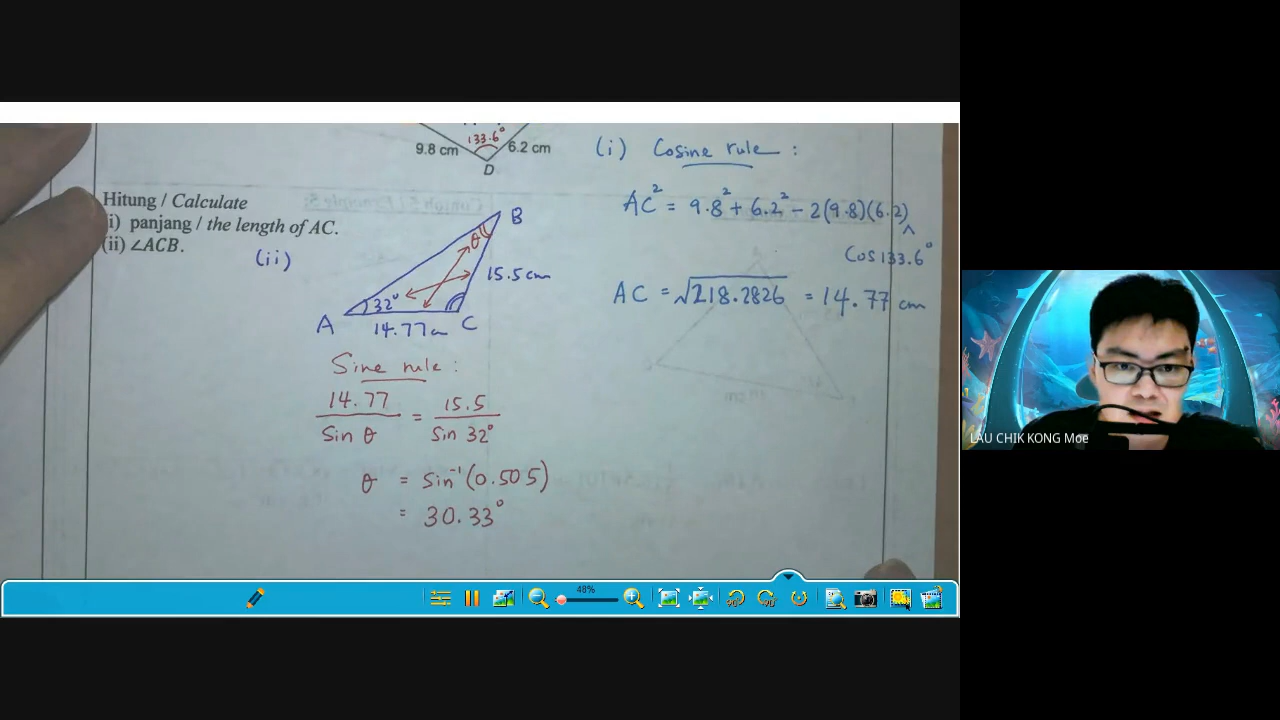 133.6°
9.8 cm
6.2 cm
D
Hitung / Calculate
(i) panjang / the length of AC.
(ii) ∠ACB.
(ii)
B
θ
15.5 cm
32°
A
14.77cm
C
Sine rule :
14.77 / Sin θ = 15.5 / Sin 32°
θ = Sin⁻¹(0.505)
= 30.33°
(i) Cosine rule :
AC² = 9.8² + 6.2² - 2(9.8)(6.2)
Cos 133.6°
AC = √218.2826 = 14.77 cm
48%
LAU CHIK KONG Moe